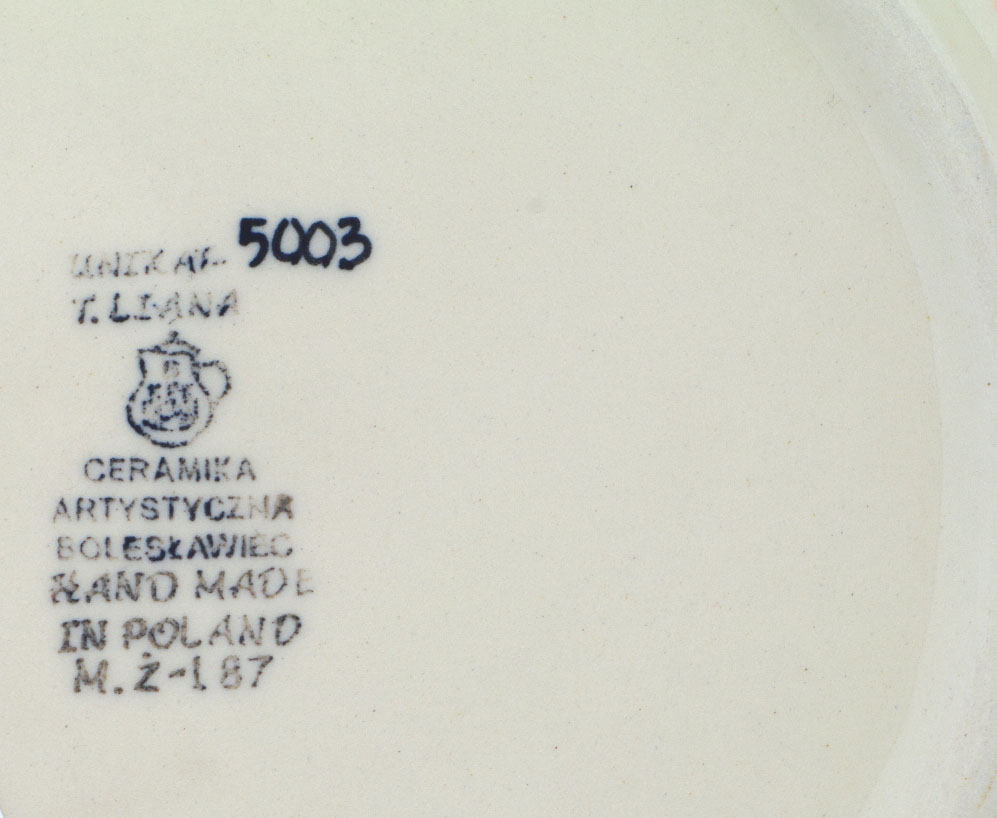 UNIKAT 5003
T. LIANA
CERAMIKA
ARTYSTYCZNA
BOLESŁAWIEC
HAND MADE
IN POLAND
M. Ż-187